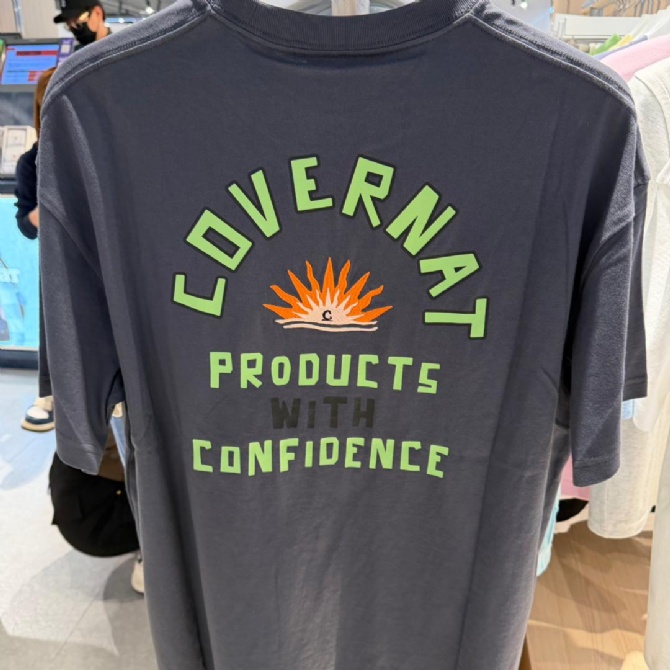 COVERNAT
C
PRODUCTS
WITH
CONFIDENCE